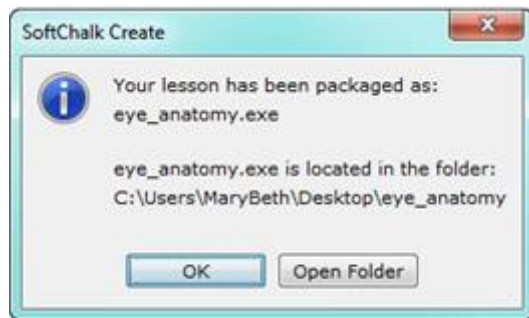 SoftChalk Create
Your lesson has been packaged as:
eye_anatomy.exe
eye_anatomy.exe is located in the folder:
C:\Users\MaryBeth\Desktop\eye_anatomy
OK
Open Folder